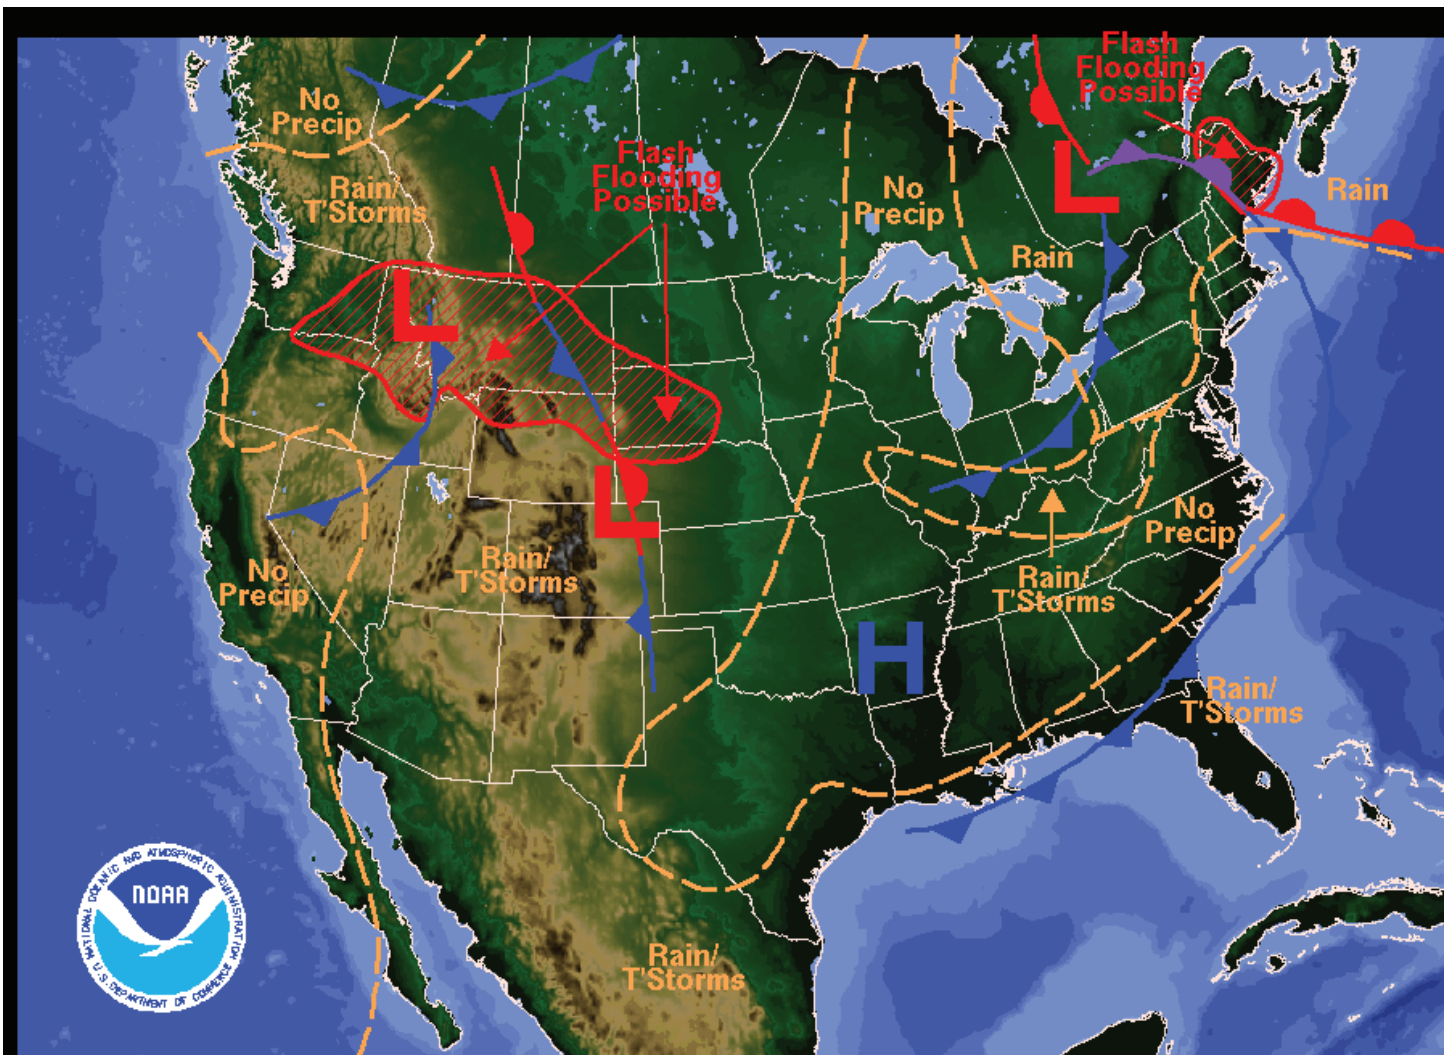 Flash
Flooding
Possible
No
Precip
Flash
Flooding
Possible
Rain/
T'Storms
No
Precip
Rain
Rain
L
L
L
No
Precip
Rain/
T'Storms
No
Precip
Rain/
T'Storms
H
Rain/
T'Storms
Rain/
T'Storms
NATIONAL OCEANIC AND ATMOSPHERIC ADMINISTRATION
NOAA
U.S. DEPARTMENT OF COMMERCE